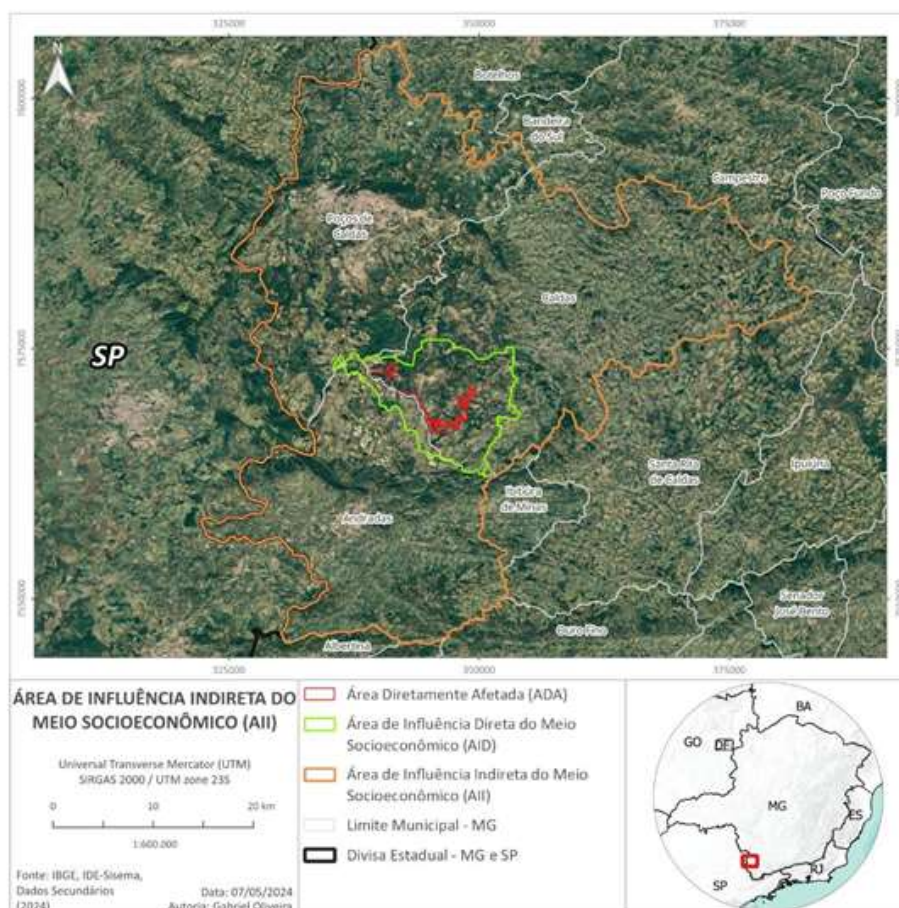 325000 350000 375000
N
Botelhos
7600000
Bandeira
do Sul
Campestre
Poço Fundo
Poços de
Caldas
Caldas
SP
7575000
Santa Rita
de Caldas
Ipuiúna
Ibitiúra
de Minas
Andradas
7550000
Senador
José Bento
Ouro Fino
Albertina
325000 350000 375000
ÁREA DE INFLUÊNCIA INDIRETA DO
MEIO SOCIOECONÔMICO (AII)
Universal Transverse Mercator (UTM)
SIRGAS 2000 / UTM zone 23S
0 10 20 km
1:600.000
Fonte: IBGE, IDE-Sisema,
Dados Secundários
(2024)
Data: 07/05/2024
Autoria: Gabriel Oliveira
Área Diretamente Afetada (ADA)
Área de Influência Direta do Meio
Socioeconômico (AID)
Área de Influência Indireta do Meio
Socioeconômico (AII)
Limite Municipal - MG
Divisa Estadual - MG e SP
BA
GO
DF
MG
ES
RJ
SP